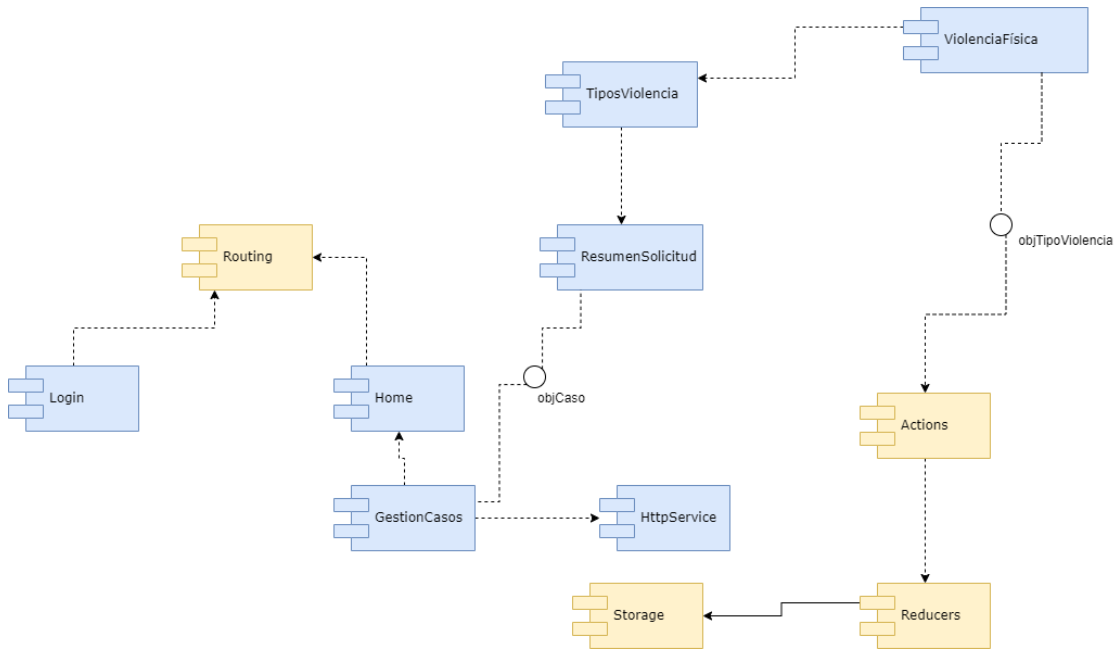 ViolenciaFísica
TiposViolencia
Routing
ResumenSolicitud
objTipoViolencia
Login
Home
objCaso
Actions
GestionCasos
HttpService
Storage
Reducers